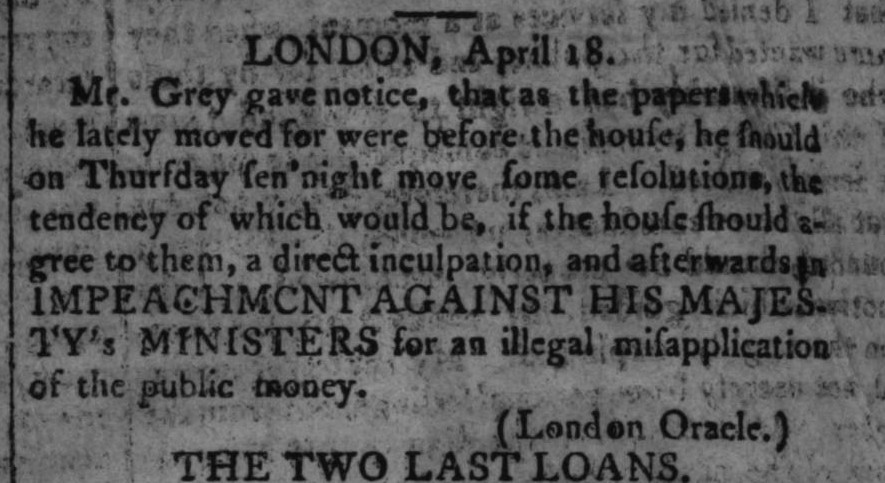 LONDON, April 18.
Mr. Grey gave notice, that as the papers which
he lately moved for were before the houſe, he ſhould
on Thurſday ſen'night move ſome reſolutions, the
tendency of which would be, if the houſe ſhould a-
gree to them, a direct inculpation, and afterwards an
IMPEACHMCNT AGAINST HIS MAJES-
TY's MINISTERS for an illegal miſapplication
of the public money.
(London Oracle.)
THE TWO LAST LOANS.